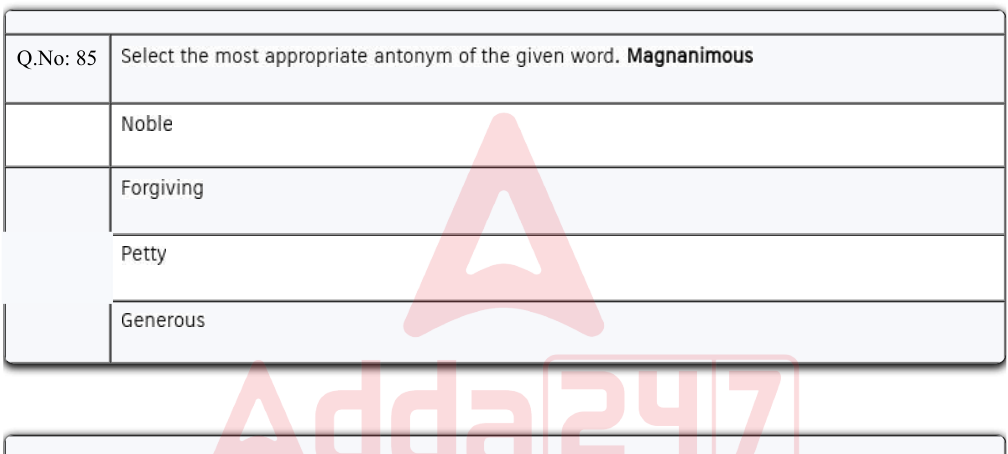 Q.No: 85 Select the most appropriate antonym of the given word. Magnanimous
Noble
Forgiving
Petty
Generous
Adda247